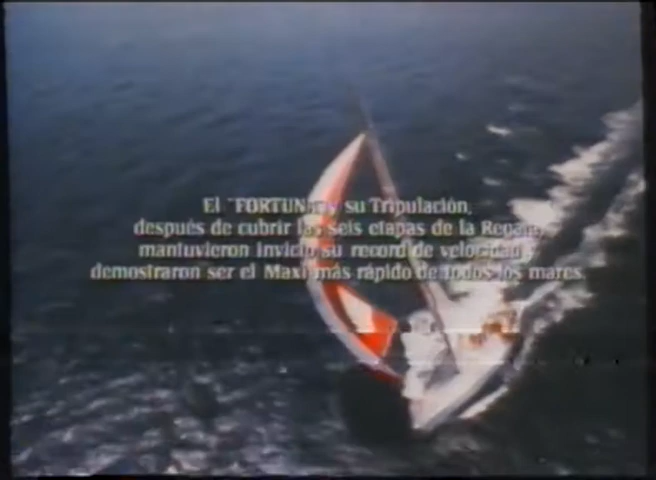 El "FORTUNA" y su Tripulación,
después de cubrir las seis etapas de la Regata,
mantuvieron invicto su record de velocidad y
demostraron ser el Maxi más rápido de todos los mares.